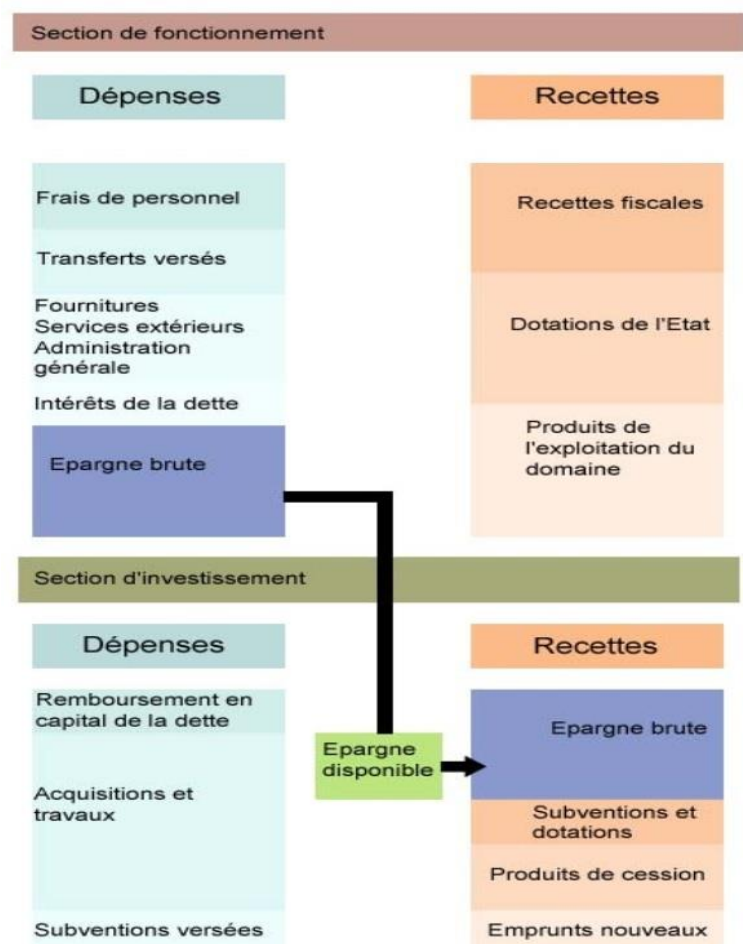 Section de fonctionnement
Dépenses
Recettes
Frais de personnel
Transferts versés
Fournitures
Services extérieurs
Administration
générale
Intérêts de la dette
Epargne brute
Recettes fiscales
Dotations de l'Etat
Produits de
l'exploitation du
domaine
Section d'investissement
Dépenses
Recettes
Remboursement en
capital de la dette
Acquisitions et
travaux
Subventions versées
Epargne
disponible
Epargne brute
Subventions et
dotations
Produits de cession
Emprunts nouveaux